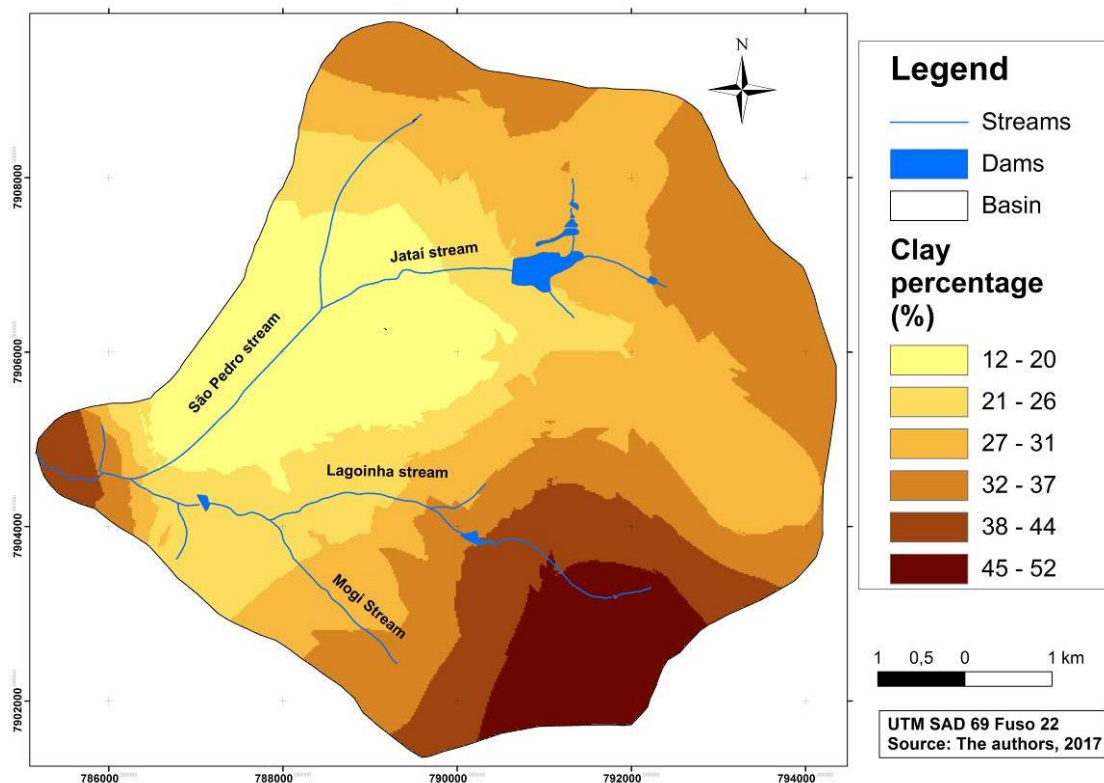 N
Jataí stream
São Pedro stream
Lagoinha stream
Mogi Stream
7908000
7906000
7904000
7902000
786000
788000
790000
792000
794000
Legend
Streams
Dams
Basin
Clay
percentage
(%)
12 - 20
21 - 26
27 - 31
32 - 37
38 - 44
45 - 52
1 0,5 0 1 km
UTM SAD 69 Fuso 22
Source: The authors, 2017